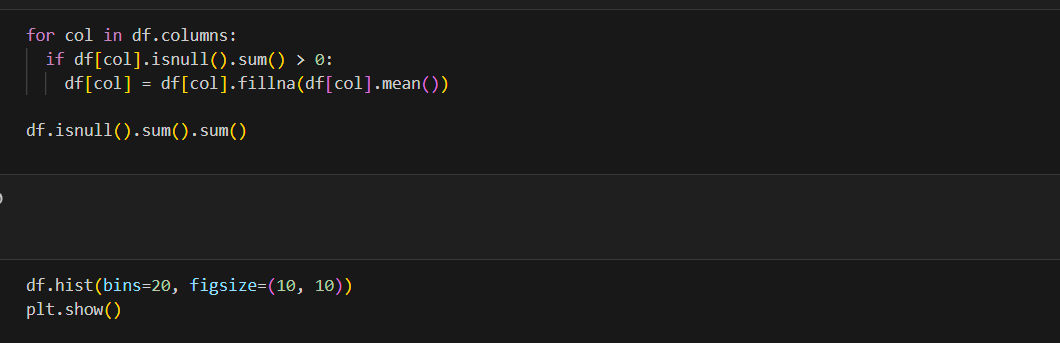 for col in df.columns:
if df[col].isnull().sum() > 0:
df[col] = df[col].fillna(df[col].mean())
df.isnull().sum().sum()
df.hist(bins=20, figsize=(10, 10))
plt.show()